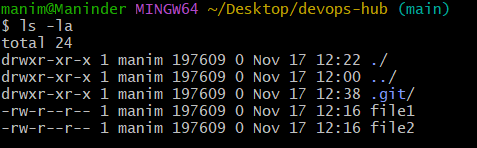 manim@Maninder MINGW64 ~/Desktop/devops-hub (main)
$ ls -la
total 24
drwxr-xr-x 1 manim 197609 0 Nov 17 12:22 ./
drwxr-xr-x 1 manim 197609 0 Nov 17 12:00 ../
drwxr-xr-x 1 manim 197609 0 Nov 17 12:38 .git/
-rw-r--r-- 1 manim 197609 0 Nov 17 12:16 file1
-rw-r--r-- 1 manim 197609 0 Nov 17 12:16 file2